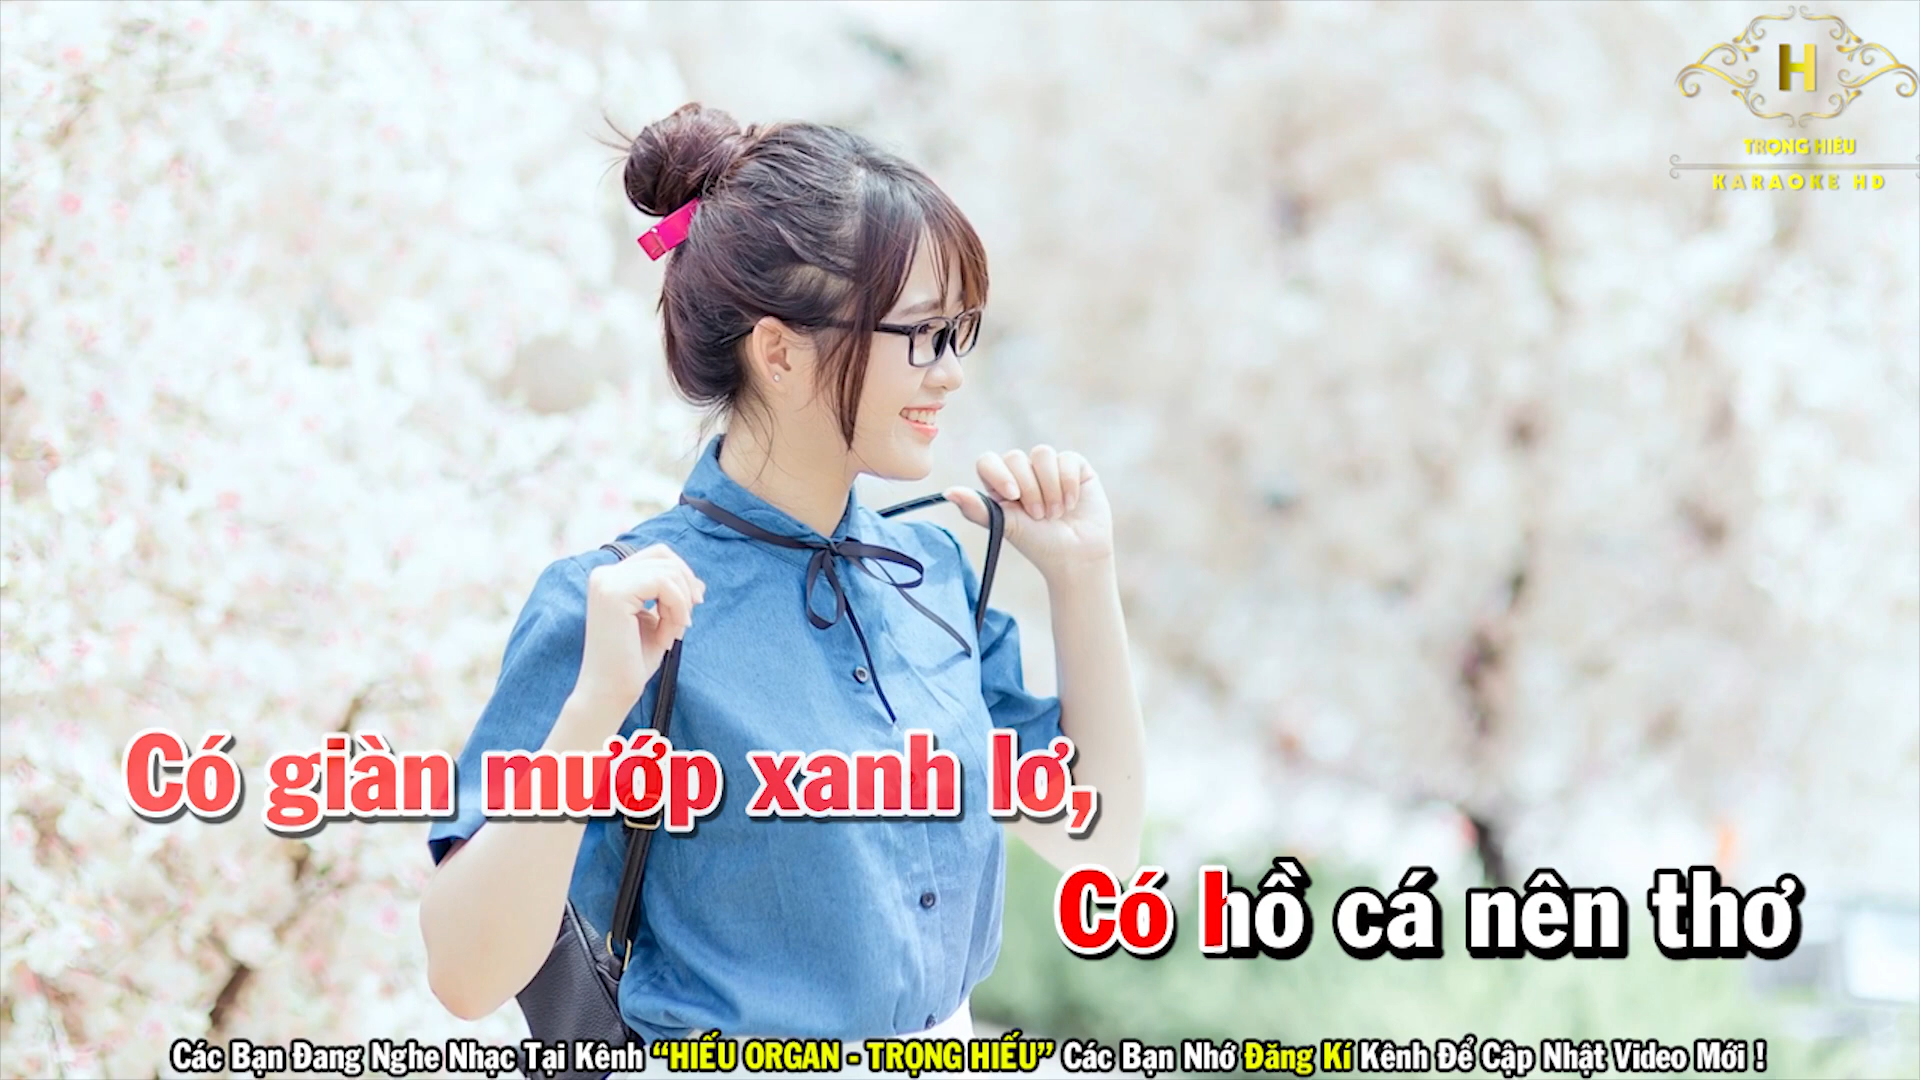 H
TRỌNG HIẾU
KARAOKE HD
Có giàn mướp xanh lơ,
Có hồ cá nên thơ
Các Bạn Đang Nghe Nhạc Tại Kênh “HIẾU ORGAN - TRỌNG HIẾU” Các Bạn Nhớ Đăng Kí Kênh Để Cập Nhật Video Mới !